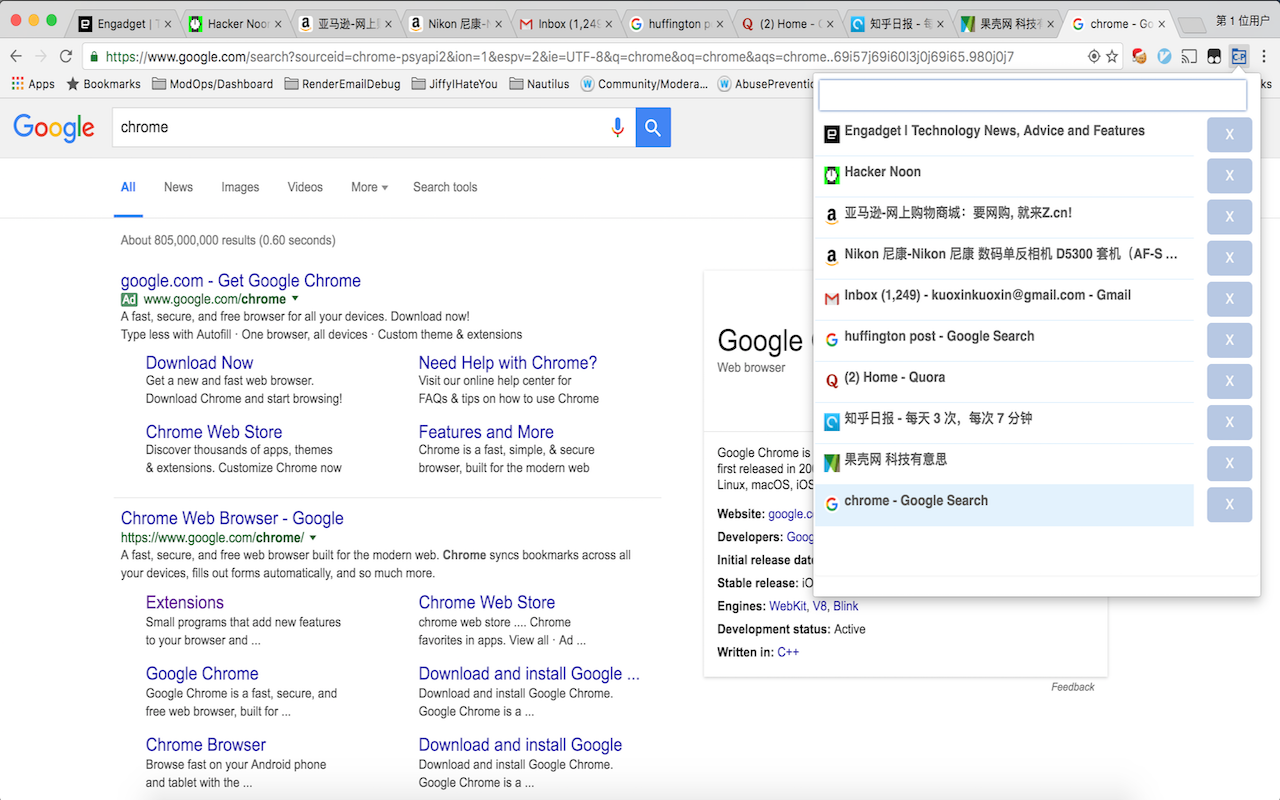 Engadget | T
Hacker Noon
亚马逊-网上购
Nikon 尼康-N
Inbox (1,249
huffington p
(2) Home - Q
知乎日报 - 每
果壳网 科技有
chrome - Go
第 1 位用户
https://www.google.com/search?sourceid=chrome-psyapi2&ion=1&espv=2&ie=UTF-8&q=chrome&oq=chrome&aqs=chrome..69i57j69i60l3j0j69i65.980j0j7
CP
Apps
Bookmarks
ModOps/Dashboard
RenderEmailDebug
JiffyIHateYou
Nautilus
Community/Modera...
AbusePreventio
ks
Google
chrome
All
News
Images
Videos
More
Search tools
About 805,000,000 results (0.60 seconds)
google.com - Get Google Chrome
Ad www.google.com/chrome
A fast, secure, and free browser for all your devices. Download now!
Type less with Autofill · One browser, all devices · Custom theme & extensions
Download Now
Get a new and fast web browser.
Download Chrome and start browsing!
Need Help with Chrome?
Visit our online help center for
FAQs & tips on how to use Chrome
Chrome Web Store
Discover thousands of apps, themes
& extensions. Customize Chrome now
Features and More
Chrome is a fast, simple, & secure
browser, built for the modern web
Chrome Web Browser - Google
https://www.google.com/chrome/
A fast, secure, and free web browser built for the modern web. Chrome syncs bookmarks across all
your devices, fills out forms automatically, and so much more.
Extensions
Small programs that add new features
to your browser and ...
Chrome Web Store
chrome web store .... Chrome
favorites in apps. View all · Ad ...
Google Chrome
Google Chrome is a fast, secure, and
free web browser, built for ...
Download and install Google ...
Download and install Google Chrome.
Google Chrome is a ...
Chrome Browser
Browse fast on your Android phone
and tablet with the ...
Download and install Google
Download and install Google Chrome.
Google Chrome is a ...
Google
Web browser
Google Chrome is
first released in 20
Linux, macOS, iOS
Website: google.c
Developers: Goog
Initial release date
Stable release: iO
Engines: WebKit, V8, Blink
Development status: Active
Written in: C++
Feedback
Engadget | Technology News, Advice and Features
X
Hacker Noon
X
亚马逊-网上购物商城：要网购, 就来Z.cn!
X
Nikon 尼康-Nikon 尼康 数码单反相机 D5300 套机（AF-S ...
X
Inbox (1,249) - kuoxinkuoxin@gmail.com - Gmail
X
huffington post - Google Search
X
(2) Home - Quora
X
知乎日报 - 每天 3 次，每次 7 分钟
X
果壳网 科技有意思
X
chrome - Google Search
X